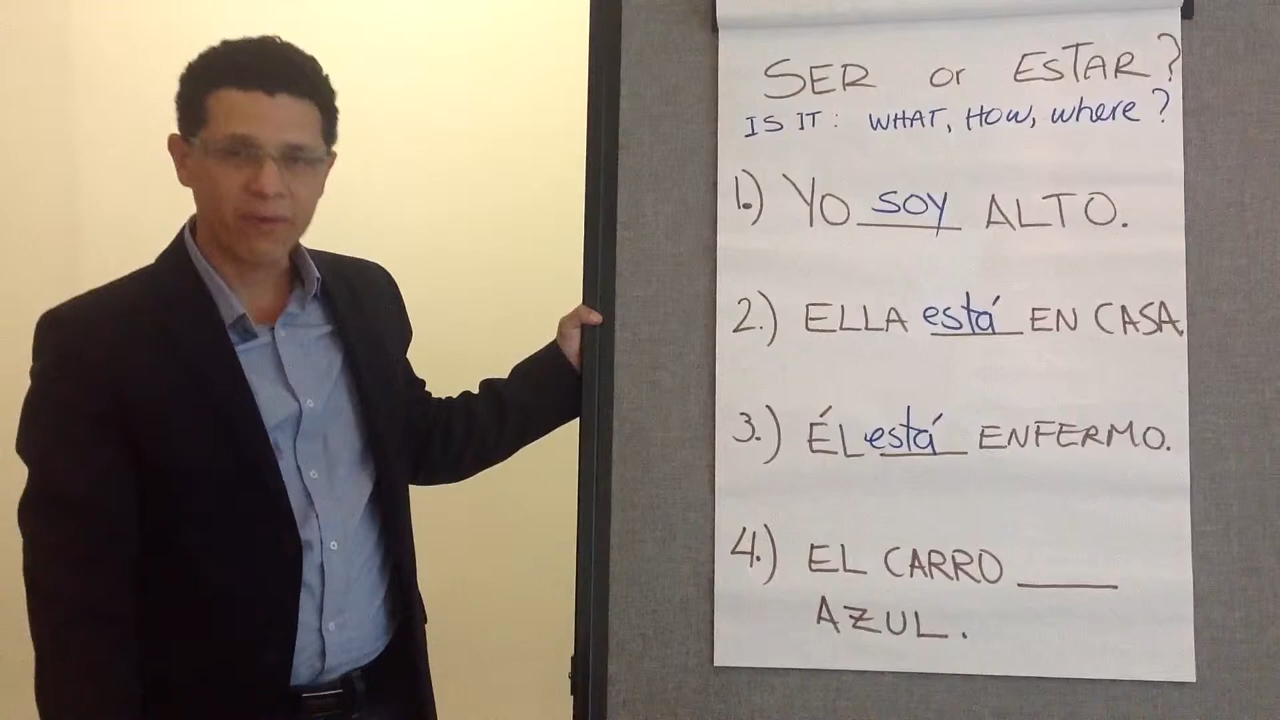 SER or ESTAR?
IS IT: WHAT, HOW, where?
1.) YO soy ALTO.
2.) ELLA está EN CASA.
3.) ÉL está ENFERMO.
4.) EL CARRO ____
AZUL.